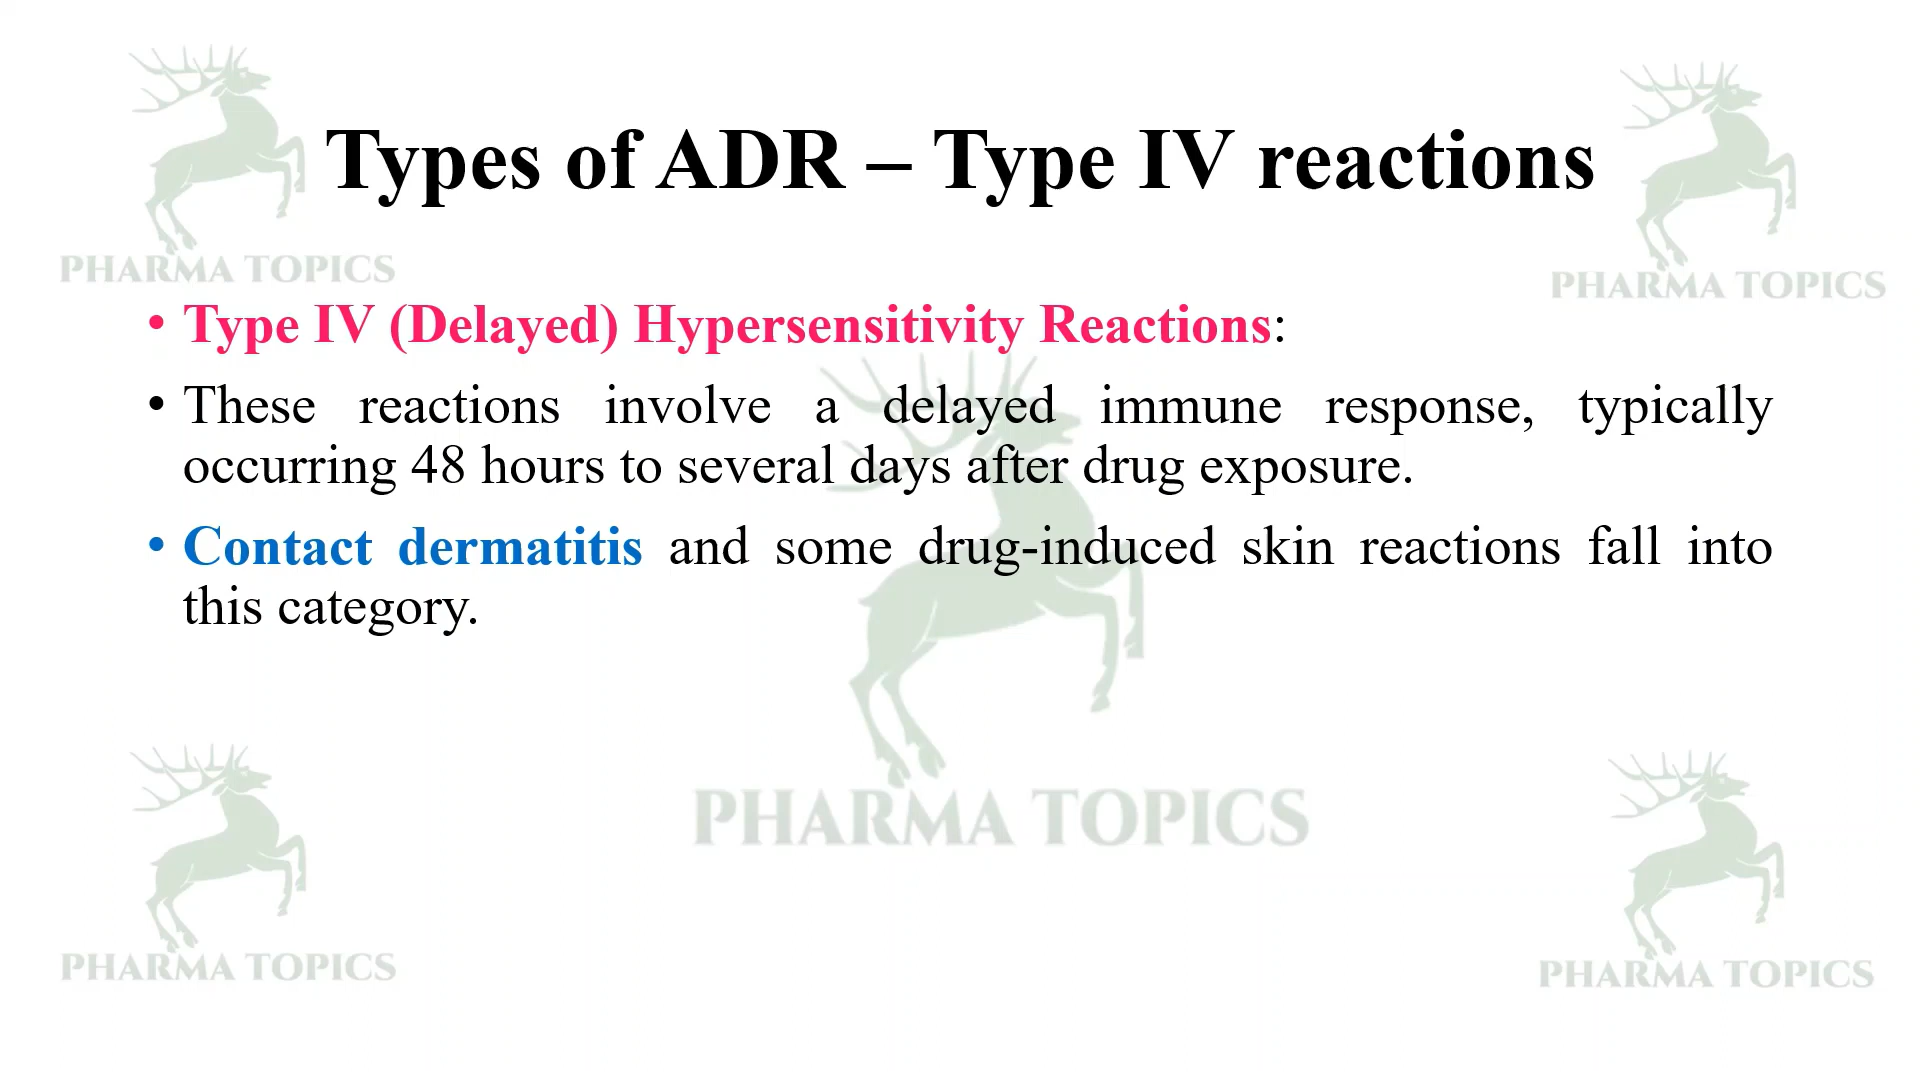 Types of ADR – Type IV reactions
PHARMA TOPICS
PHARMA TOPICS
• Type IV (Delayed) Hypersensitivity Reactions:
• These reactions involve a delayed immune response, typically
occurring 48 hours to several days after drug exposure.
• Contact dermatitis and some drug-induced skin reactions fall into
this category.
PHARMA TOPICS
PHARMA TOPICS
PHARMA TOPICS